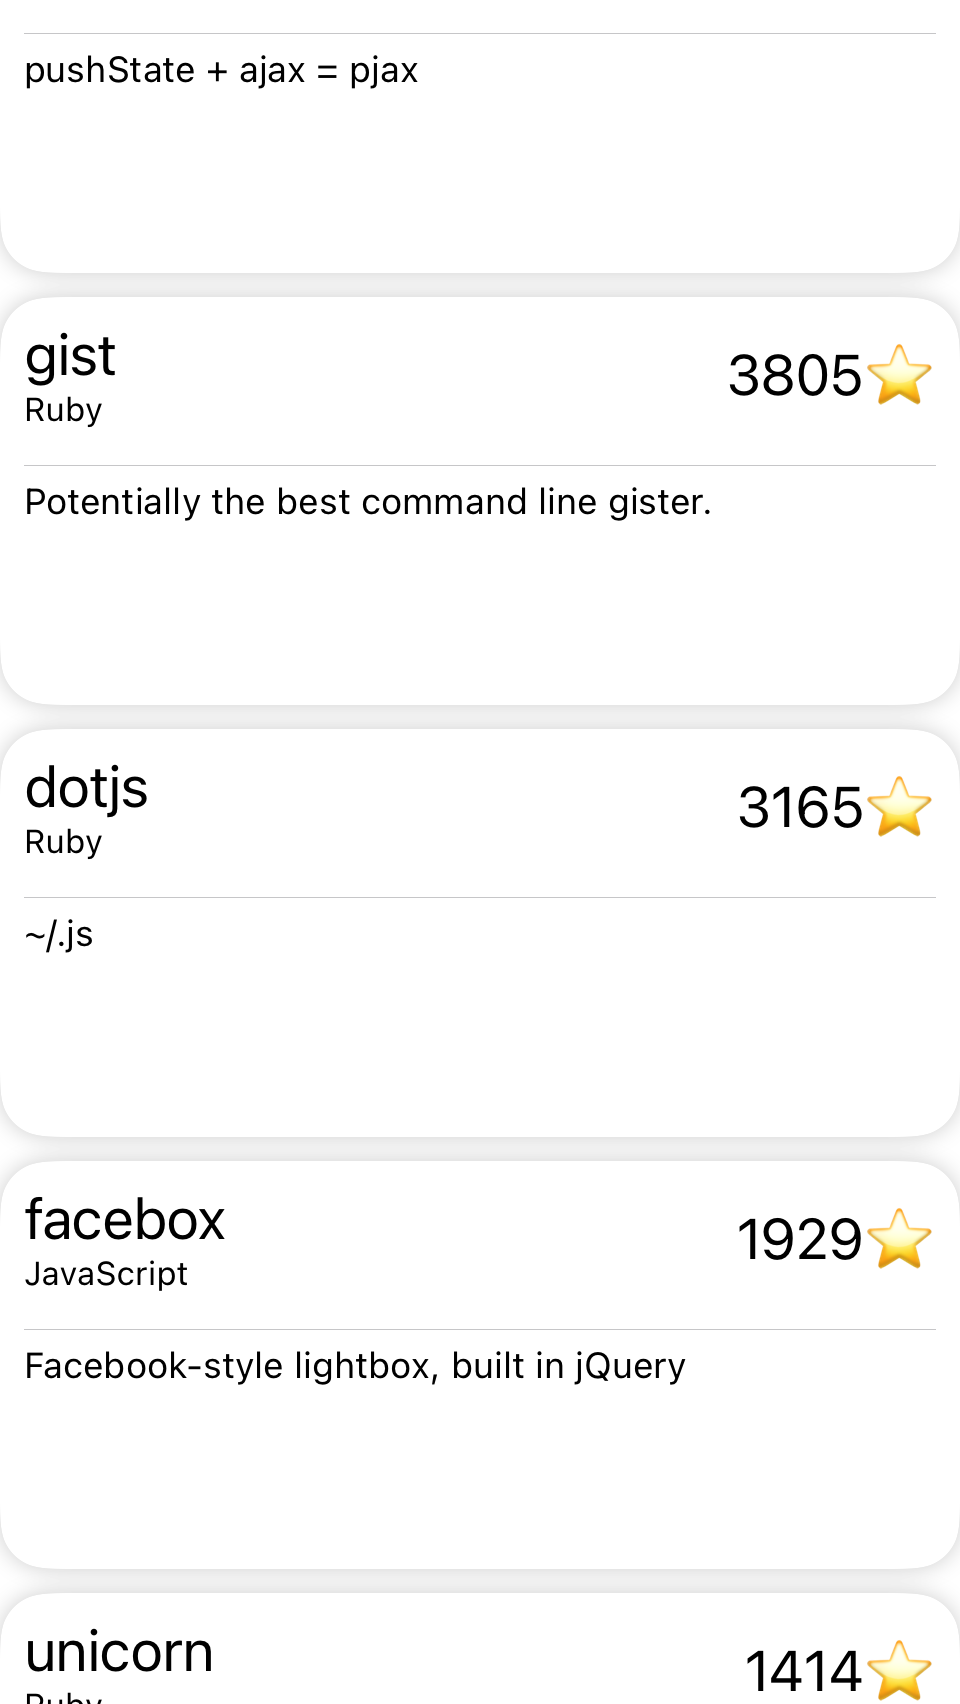 pushState + ajax = pjax
gist
3805⭐
Ruby
Potentially the best command line gister.
dotjs
3165⭐
Ruby
~/.js
facebox
1929⭐
JavaScript
Facebook-style lightbox, built in jQuery
unicorn
1414⭐
Ruby